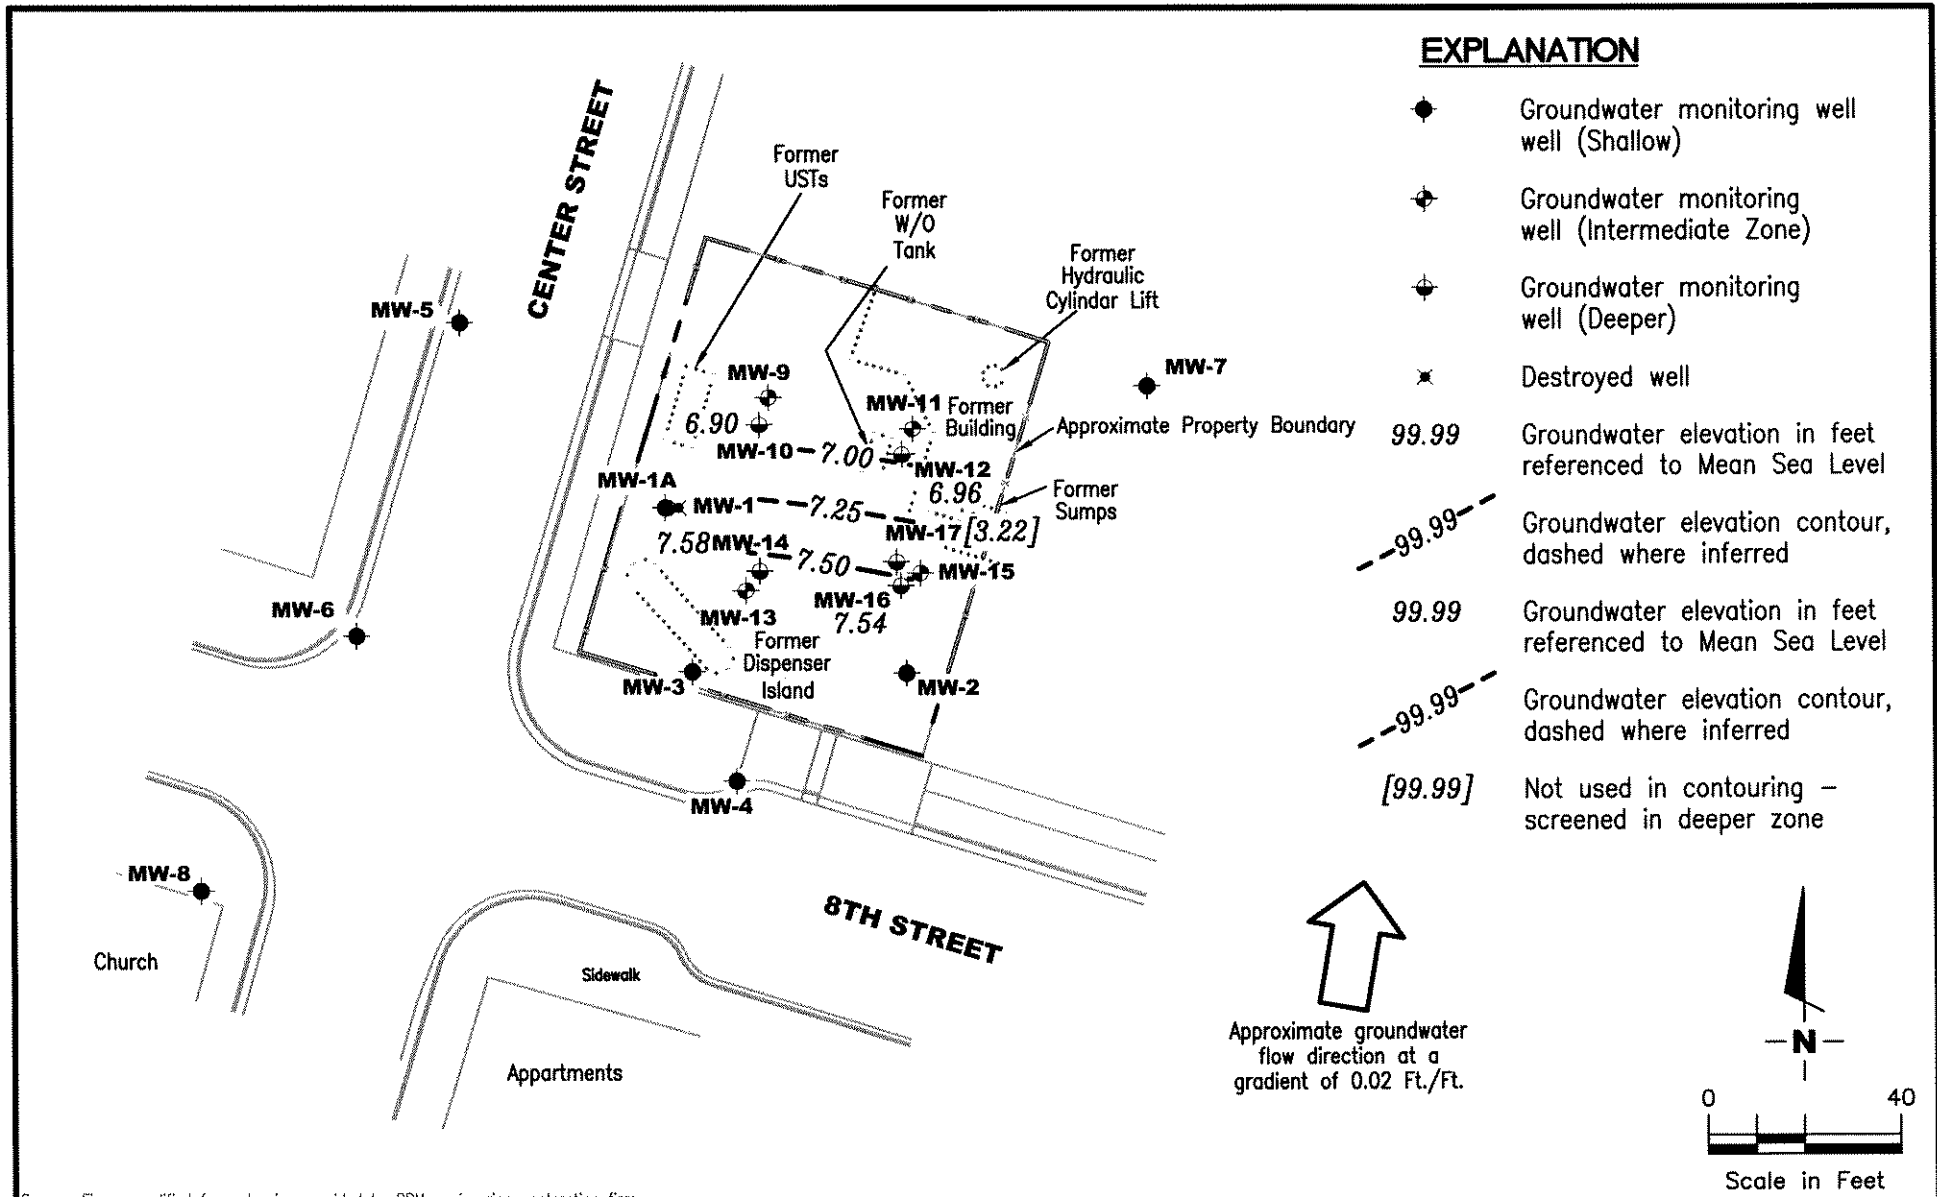 EXPLANATION
Groundwater monitoring well
well (Shallow)
Groundwater monitoring
well (Intermediate Zone)
Groundwater monitoring
well (Deeper)
Destroyed well
99.99
Groundwater elevation in feet
referenced to Mean Sea Level
99.99
Groundwater elevation contour,
dashed where inferred
99.99
Groundwater elevation in feet
referenced to Mean Sea Level
99.99
Groundwater elevation contour,
dashed where inferred
[99.99]
Not used in contouring –
screened in deeper zone
CENTER STREET
Former
USTs
Former
W/O
Tank
Former
Hydraulic
Cylindar Lift
MW-5
MW-7
MW-9
MW-11
Former
Building
Approximate Property Boundary
6.90
MW-10
7.00
MW-12
6.96
MW-1A
MW-1
7.25
Former
Sumps
MW-17
[3.22]
7.58
MW-14
7.50
MW-15
MW-16
7.54
MW-6
MW-13
Former
Dispenser
Island
MW-3
MW-2
MW-4
MW-8
Church
8TH STREET
Sidewalk
Appartments
Approximate groundwater
flow direction at a
gradient of 0.02 Ft./Ft.
N
0
40
Scale in Feet